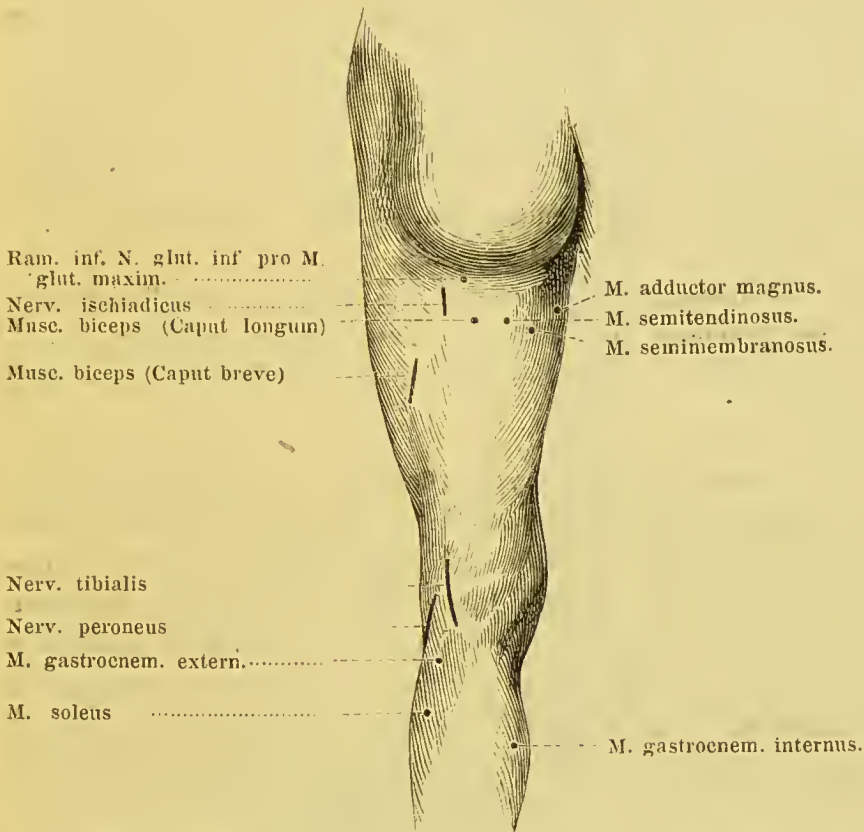 Ram. inf. N. glut. inf pro M.
glut. maxim.
Nerv. ischiadicus
Musc. biceps (Caput longum)
Musc. biceps (Caput breve)
Nerv. tibialis
Nerv. peroneus
M. gastrocnem. extern.
M. soleus
M. adductor magnus.
M. semitendinosus.
M. semimembranosus.
M. gastrocnem. internus.